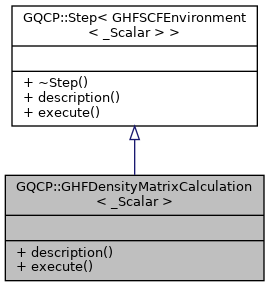 GQCP::Step< GHFSCFEnvironment
< _Scalar > >
+ ~Step()
+ description()
+ execute()
GQCP::GHFDensityMatrixCalculation
< _Scalar >
+ description()
+ execute()